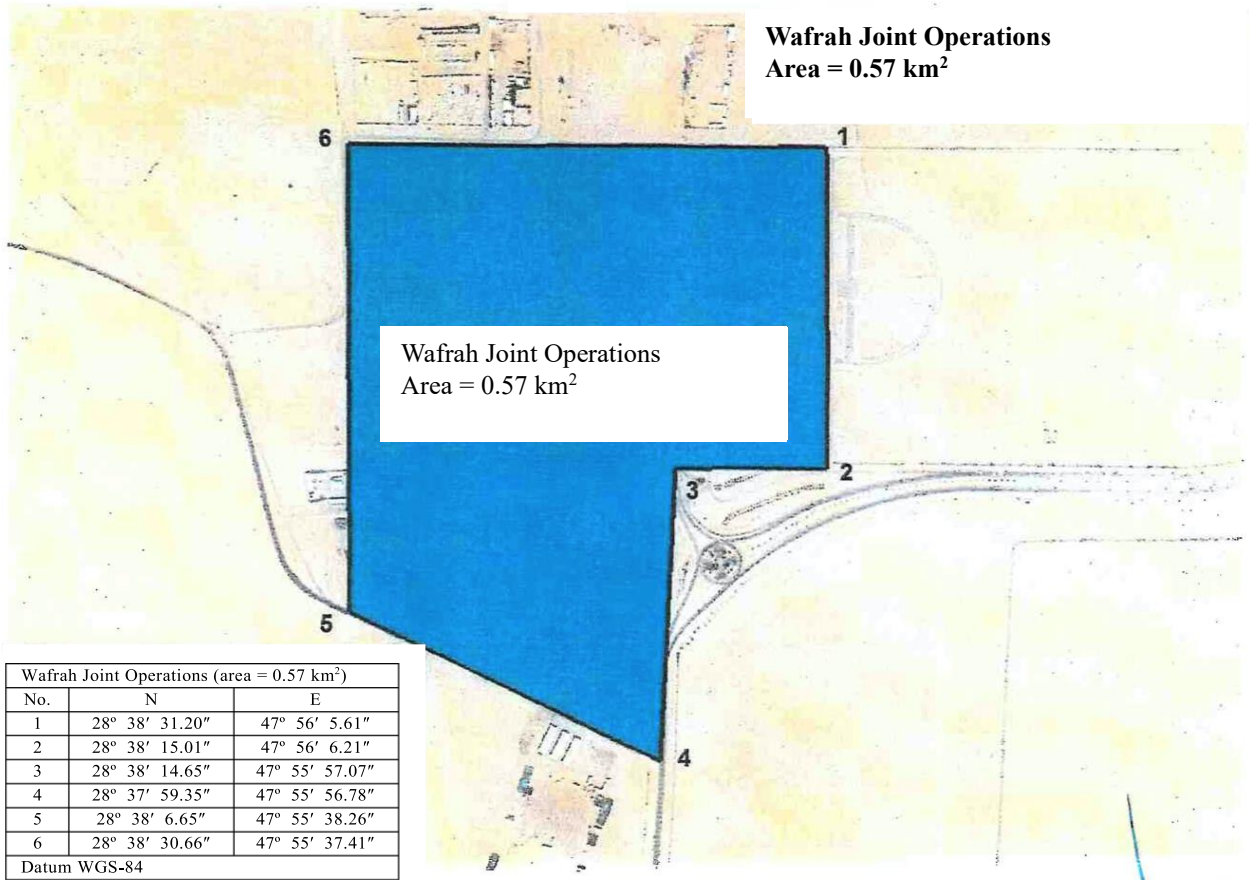 Wafrah Joint Operations
Area = 0.57 km²
6
1
Wafrah Joint Operations
Area = 0.57 km²
2
3
5
4
Wafrah Joint Operations (area = 0.57 km²)
No. N E
1 28º 38′ 31.20″ 47º 56′ 5.61″
2 28º 38′ 15.01″ 47º 56′ 6.21″
3 28º 38′ 14.65″ 47º 55′ 57.07″
4 28º 37′ 59.35″ 47º 55′ 56.78″
5 28º 38′ 6.65″ 47º 55′ 38.26″
6 28º 38′ 30.66″ 47º 55′ 37.41″
Datum WGS-84